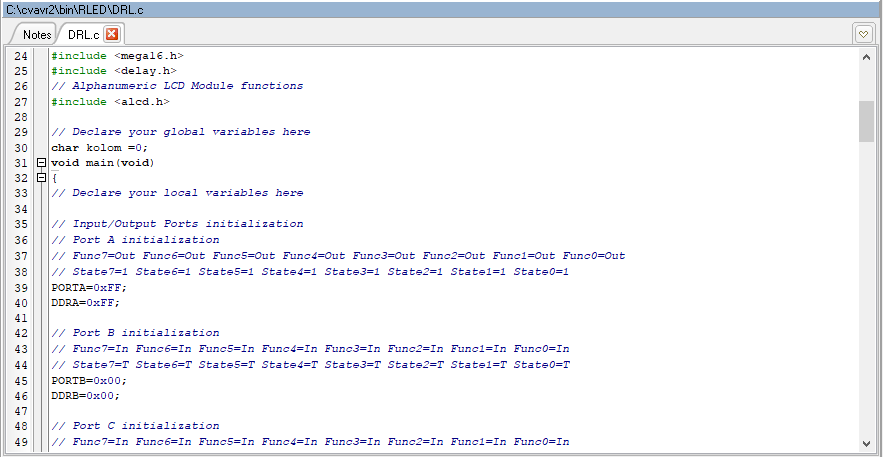 C:\cvavr2\bin\RLED\DRL.c
Notes DRL.c
24 #include <mega16.h>
25 #include <delay.h>
26 // Alphanumeric LCD Module functions
27 #include <alcd.h>
28
29 // Declare your global variables here
30 char kolom =0;
31 void main(void)
32 {
33 // Declare your local variables here
34
35 // Input/Output Ports initialization
36 // Port A initialization
37 // Func7=Out Func6=Out Func5=Out Func4=Out Func3=Out Func2=Out Func1=Out Func0=Out
38 // State7=1 State6=1 State5=1 State4=1 State3=1 State2=1 State1=1 State0=1
39 PORTA=0xFF;
40 DDRA=0xFF;
41
42 // Port B initialization
43 // Func7=In Func6=In Func5=In Func4=In Func3=In Func2=In Func1=In Func0=In
44 // State7=T State6=T State5=T State4=T State3=T State2=T State1=T State0=T
45 PORTB=0x00;
46 DDRB=0x00;
47
48 // Port C initialization
49 // Func7=In Func6=In Func5=In Func4=In Func3=In Func2=In Func1=In Func0=In